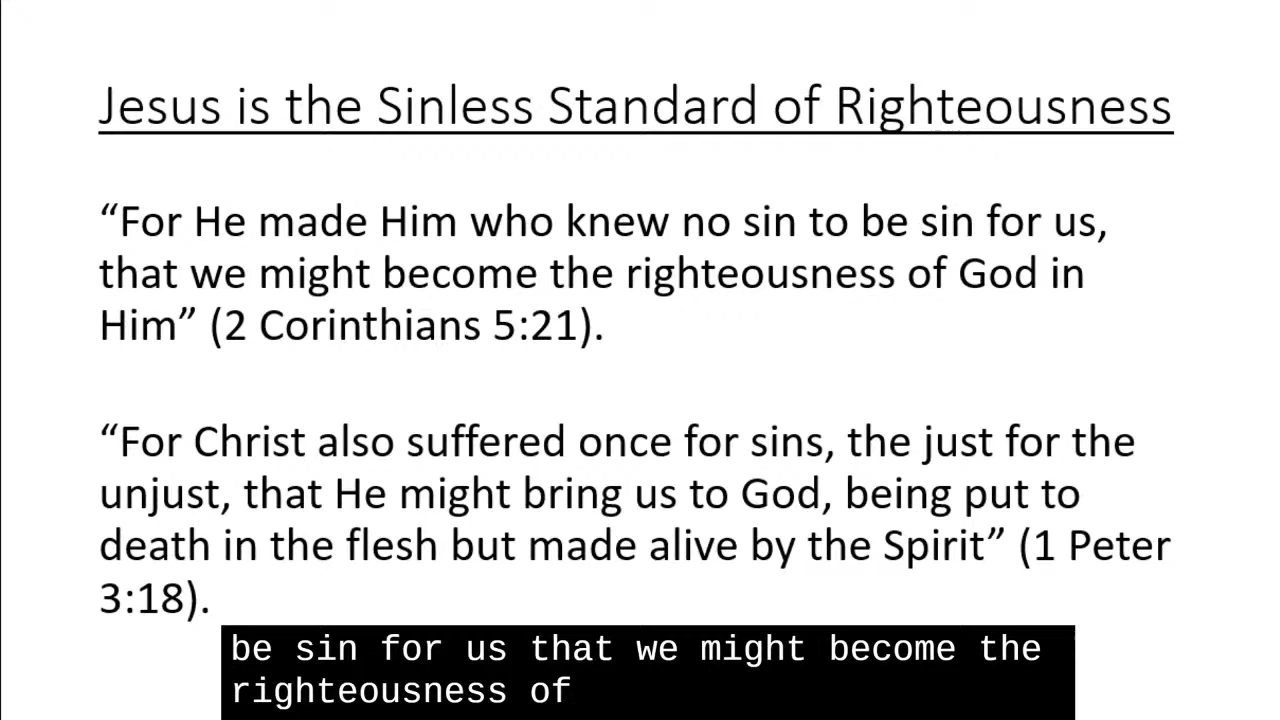 Jesus is the Sinless Standard of Righteousness
“For He made Him who knew no sin to be sin for us,
that we might become the righteousness of God in
Him” (2 Corinthians 5:21).
“For Christ also suffered once for sins, the just for the
unjust, that He might bring us to God, being put to
death in the flesh but made alive by the Spirit” (1 Peter
3:18).
be sin for us that we might become the
righteousness of